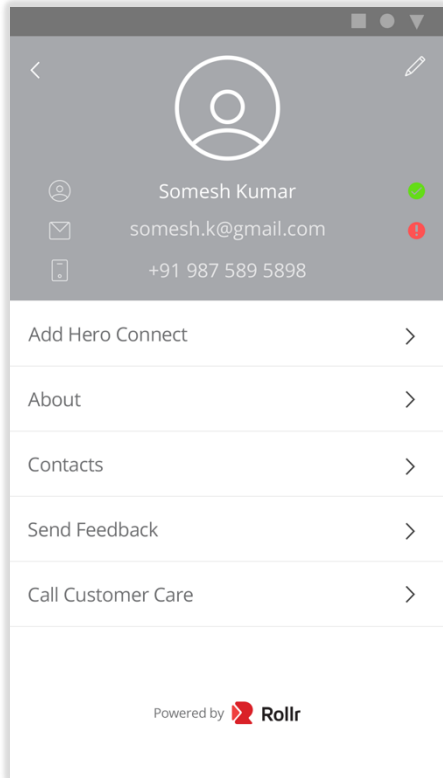 Somesh Kumar
somesh.k@gmail.com
+91 987 589 5898
Add Hero Connect
About
Contacts
Send Feedback
Call Customer Care
Powered by Rollr